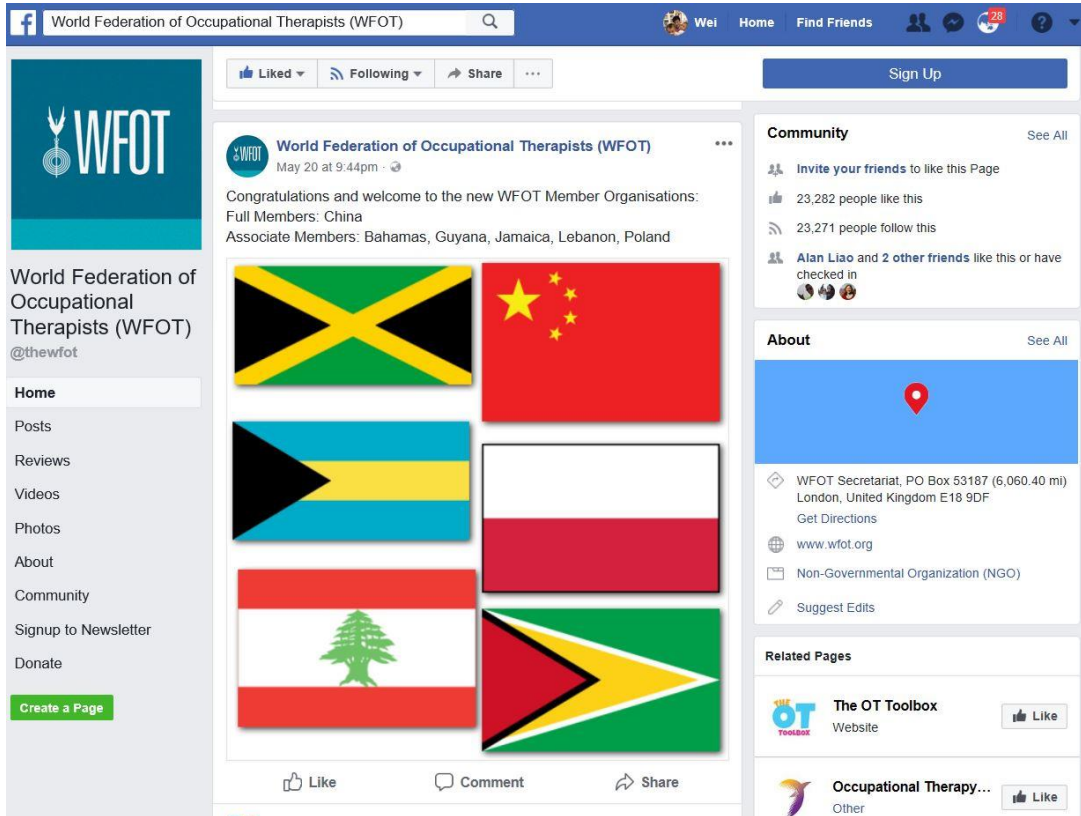 World Federation of Occupational Therapists (WFOT)
Wei
Home
Find Friends
28
?
WFOT
World Federation of
Occupational
Therapists (WFOT)
@thewfot
Home
Posts
Reviews
Videos
Photos
About
Community
Signup to Newsletter
Donate
Create a Page
Liked
Following
Share
Sign Up
WFOT
World Federation of Occupational Therapists (WFOT)
May 20 at 9:44pm ·
Congratulations and welcome to the new WFOT Member Organisations:
Full Members: China
Associate Members: Bahamas, Guyana, Jamaica, Lebanon, Poland
Like
Comment
Share
Community
See All
Invite your friends to like this Page
23,282 people like this
23,271 people follow this
Alan Liao and 2 other friends like this or have
checked in
About
See All
WFOT Secretariat, PO Box 53187 (6,060.40 mi)
London, United Kingdom E18 9DF
Get Directions
www.wfot.org
Non-Governmental Organization (NGO)
Suggest Edits
Related Pages
THE
OT
TOOLBOX
The OT Toolbox
Website
Like
Occupational Therapy...
Other
Like